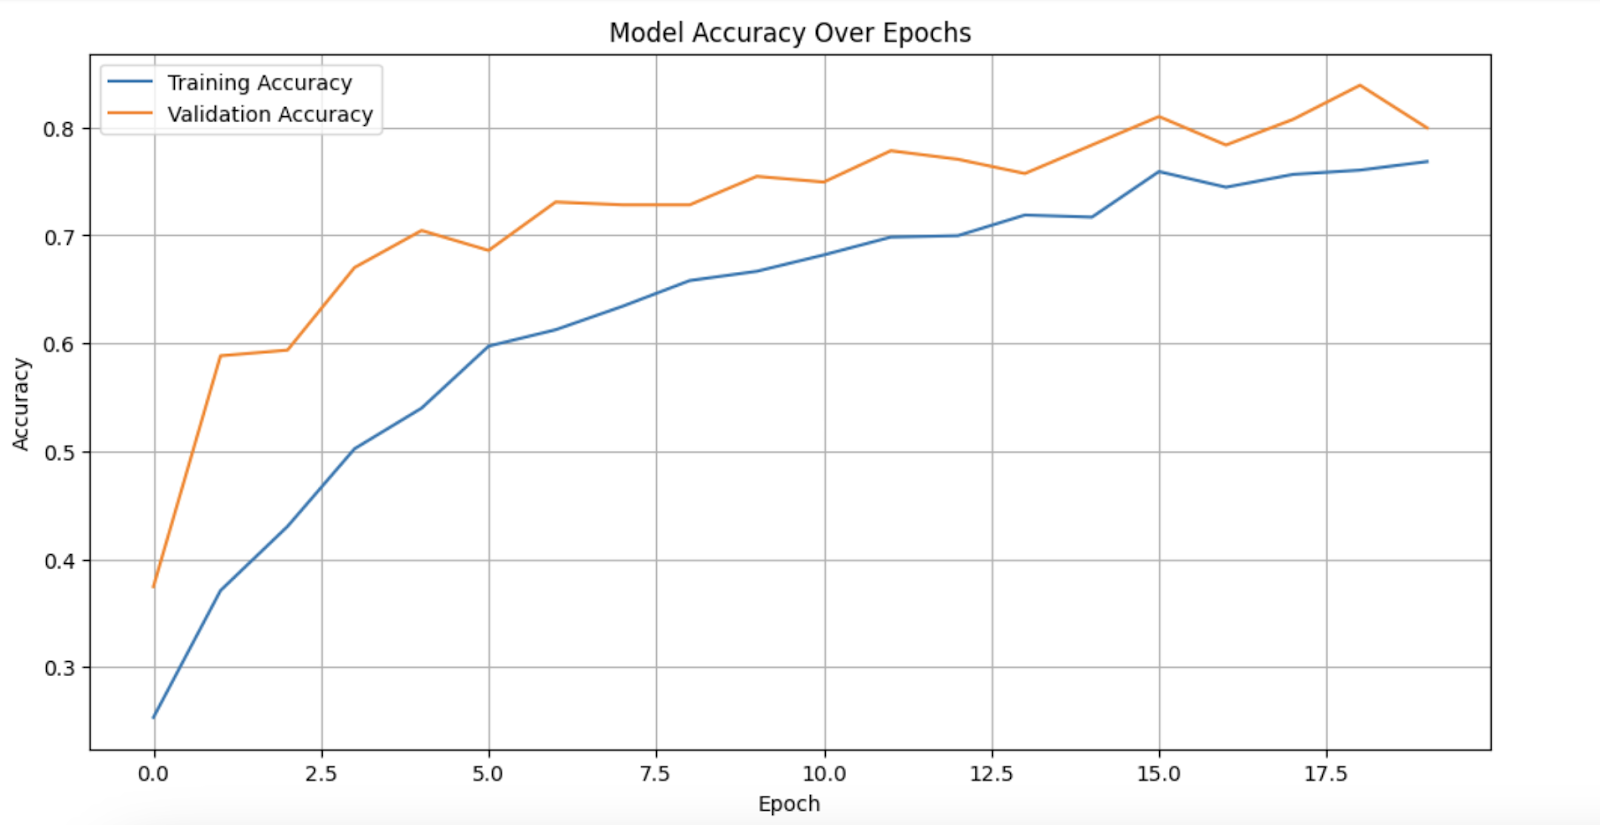 Model Accuracy Over Epochs
Training Accuracy
Validation Accuracy
0.8
0.7
0.6
0.5
0.4
0.3
Accuracy
0.0 2.5 5.0 7.5 10.0 12.5 15.0 17.5
Epoch